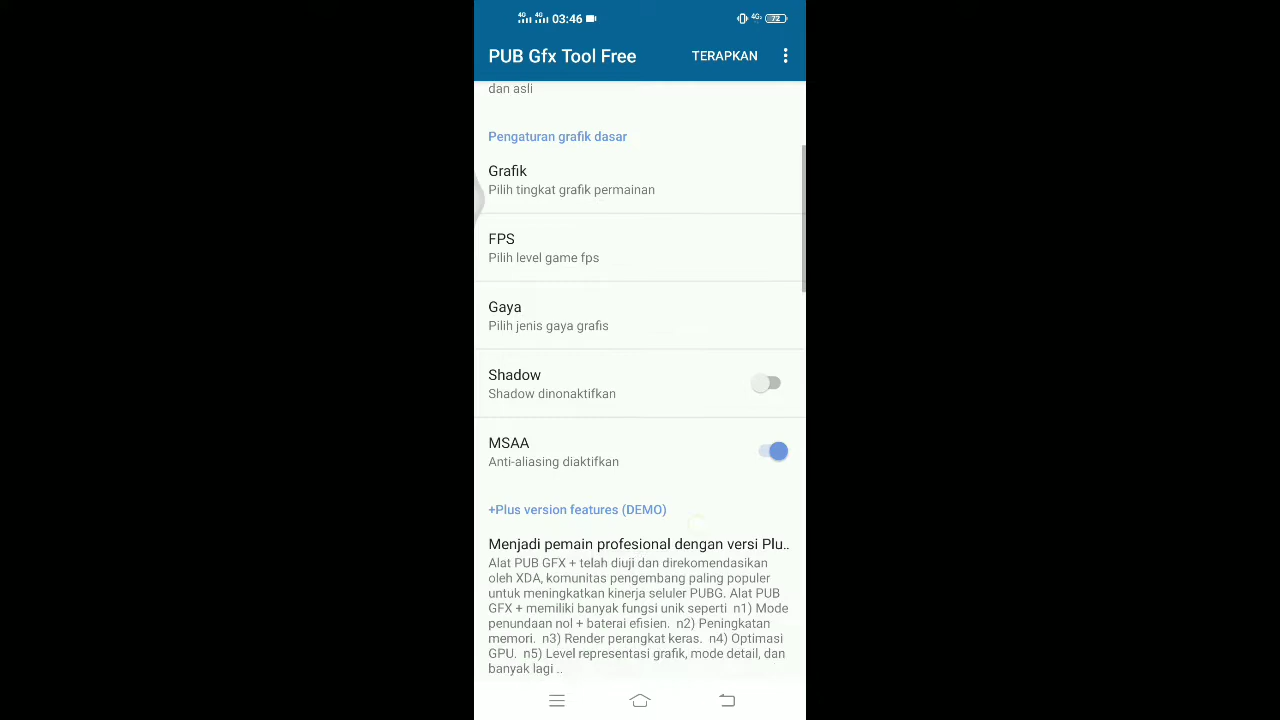 4G 4G 03:46 4G 72
PUB Gfx Tool Free TERAPKAN
dan asli
Pengaturan grafik dasar
Grafik
Pilih tingkat grafik permainan
FPS
Pilih level game fps
Gaya
Pilih jenis gaya grafis
Shadow
Shadow dinonaktifkan
MSAA
Anti-aliasing diaktifkan
+Plus version features (DEMO)
Menjadi pemain profesional dengan versi Plu..
Alat PUB GFX + telah diuji dan direkomendasikan
oleh XDA, komunitas pengembang paling populer
untuk meningkatkan kinerja seluler PUBG. Alat PUB
GFX + memiliki banyak fungsi unik seperti  n1) Mode
penundaan nol + baterai efisien.  n2) Peningkatan
memori.  n3) Render perangkat keras.  n4) Optimasi
GPU.  n5) Level representasi grafik, mode detail, dan
banyak lagi ..